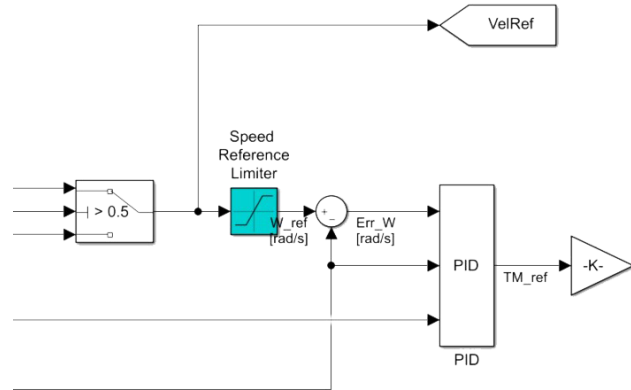 VelRef
Speed
Reference
Limiter
> 0.5
W_ref
[rad/s]
+
-
Err_W
[rad/s]
PID
TM_ref
-K-
PID